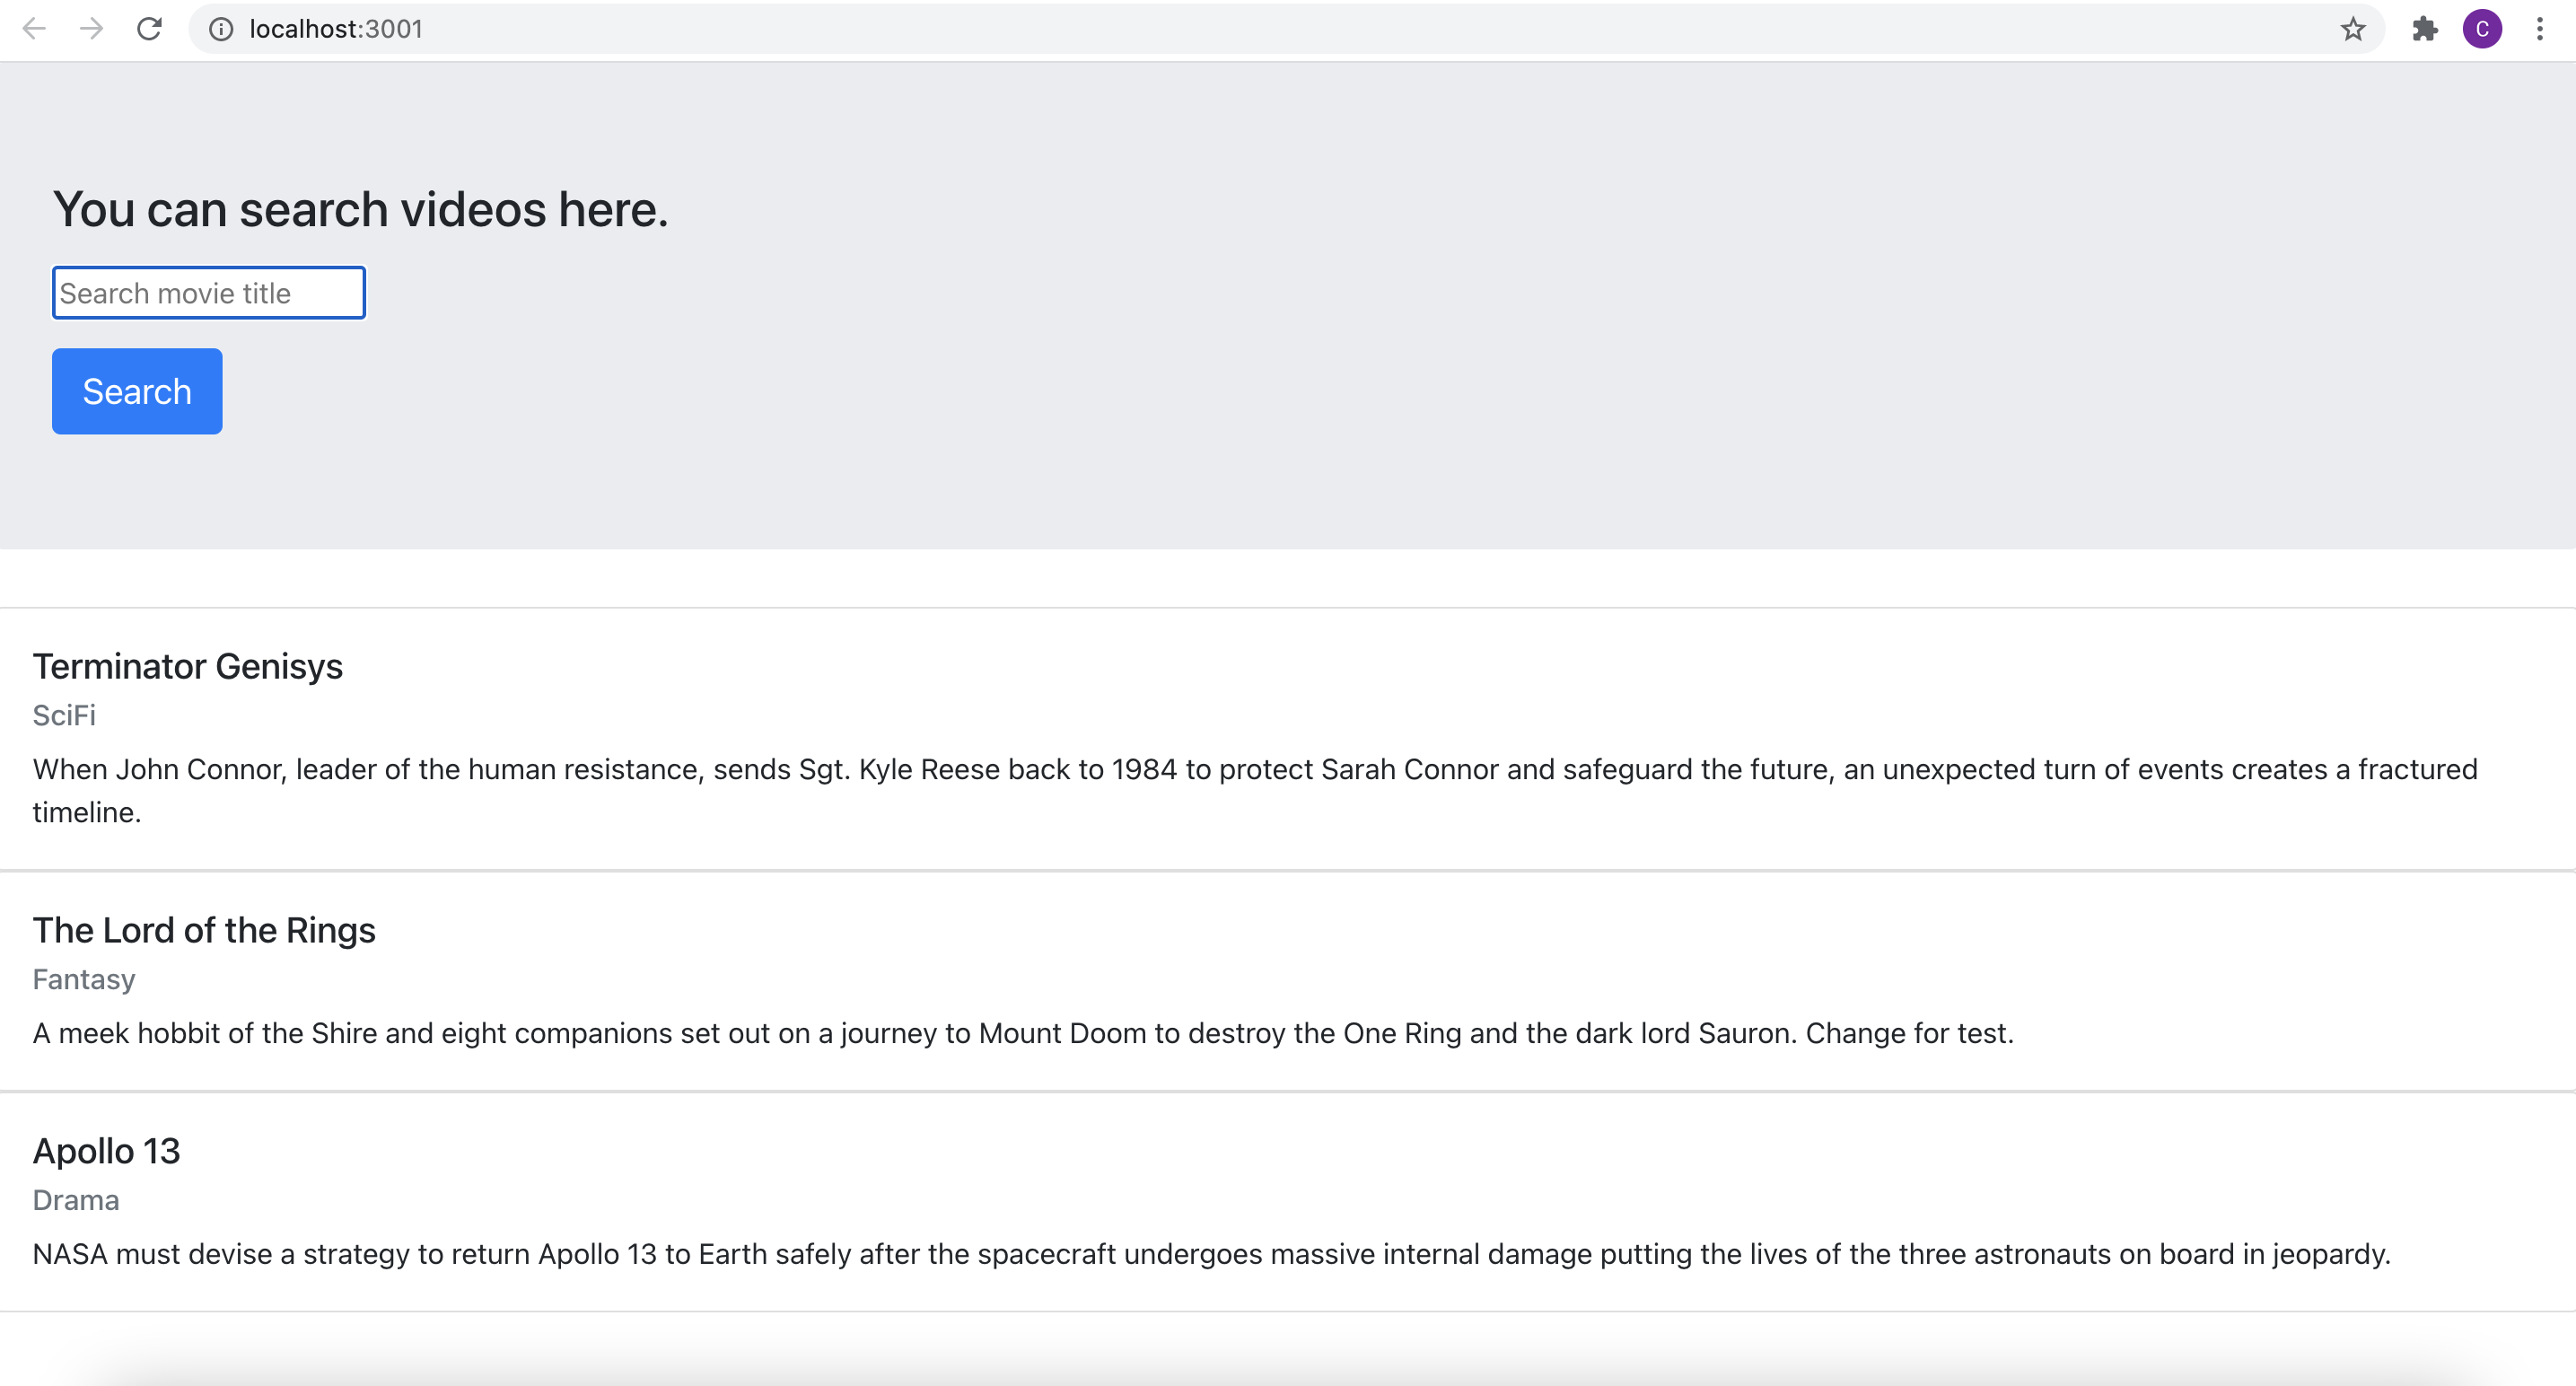 localhost:3001
C
You can search videos here.
Search movie title
Search
Terminator Genisys
SciFi
When John Connor, leader of the human resistance, sends Sgt. Kyle Reese back to 1984 to protect Sarah Connor and safeguard the future, an unexpected turn of events creates a fractured
timeline.
The Lord of the Rings
Fantasy
A meek hobbit of the Shire and eight companions set out on a journey to Mount Doom to destroy the One Ring and the dark lord Sauron. Change for test.
Apollo 13
Drama
NASA must devise a strategy to return Apollo 13 to Earth safely after the spacecraft undergoes massive internal damage putting the lives of the three astronauts on board in jeopardy.